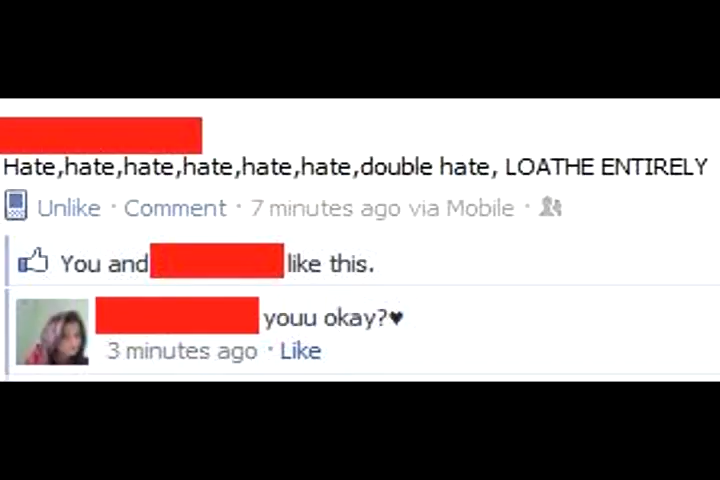 Hate,hate,hate,hate,hate,hate,double hate, LOATHE ENTIRELY
Unlike · Comment · 7 minutes ago via Mobile ·
You and like this.
youu okay?♥
3 minutes ago · Like